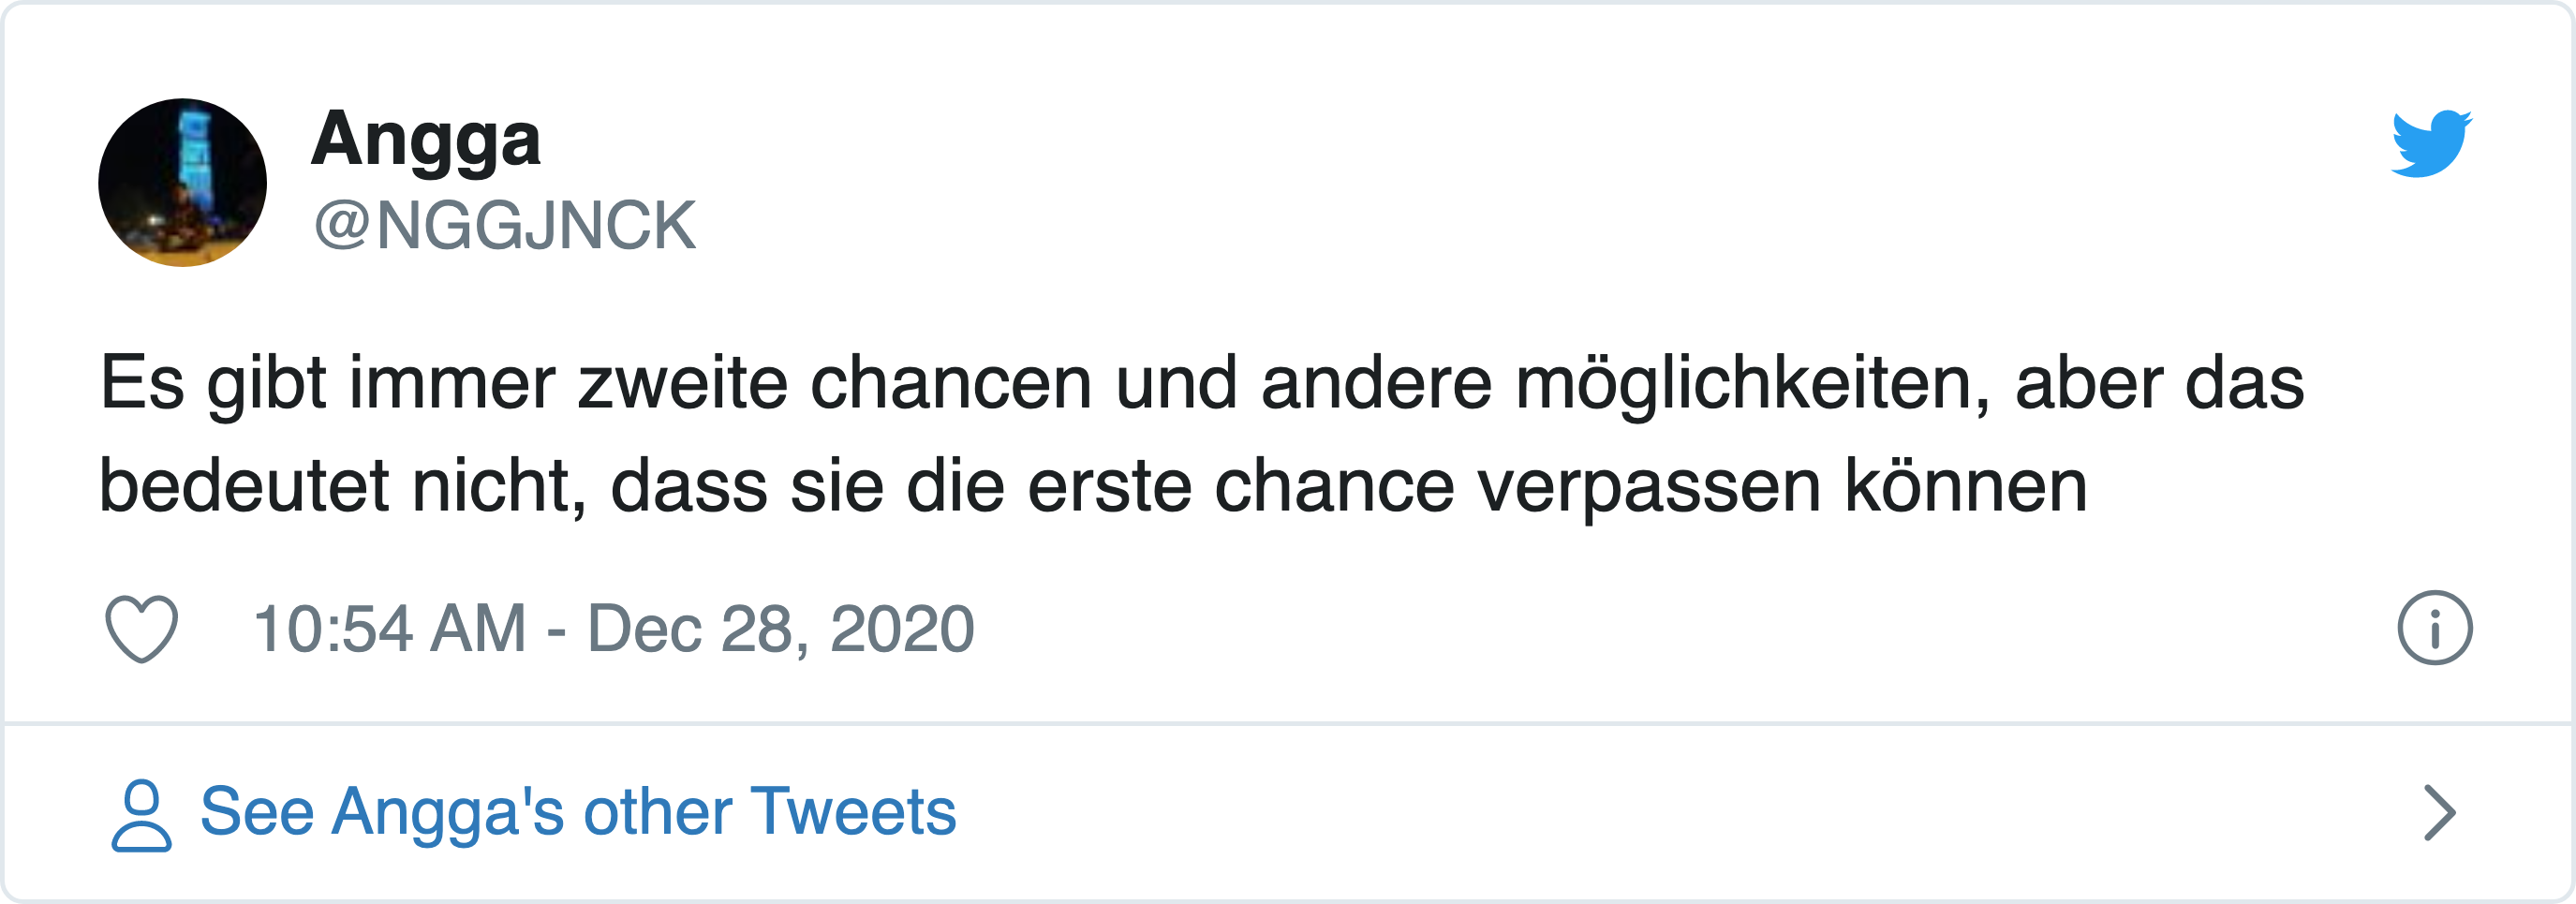 Angga
@NGGJNCK
Es gibt immer zweite chancen und andere möglichkeiten, aber das
bedeutet nicht, dass sie die erste chance verpassen können
10:54 AM - Dec 28, 2020
See Angga's other Tweets